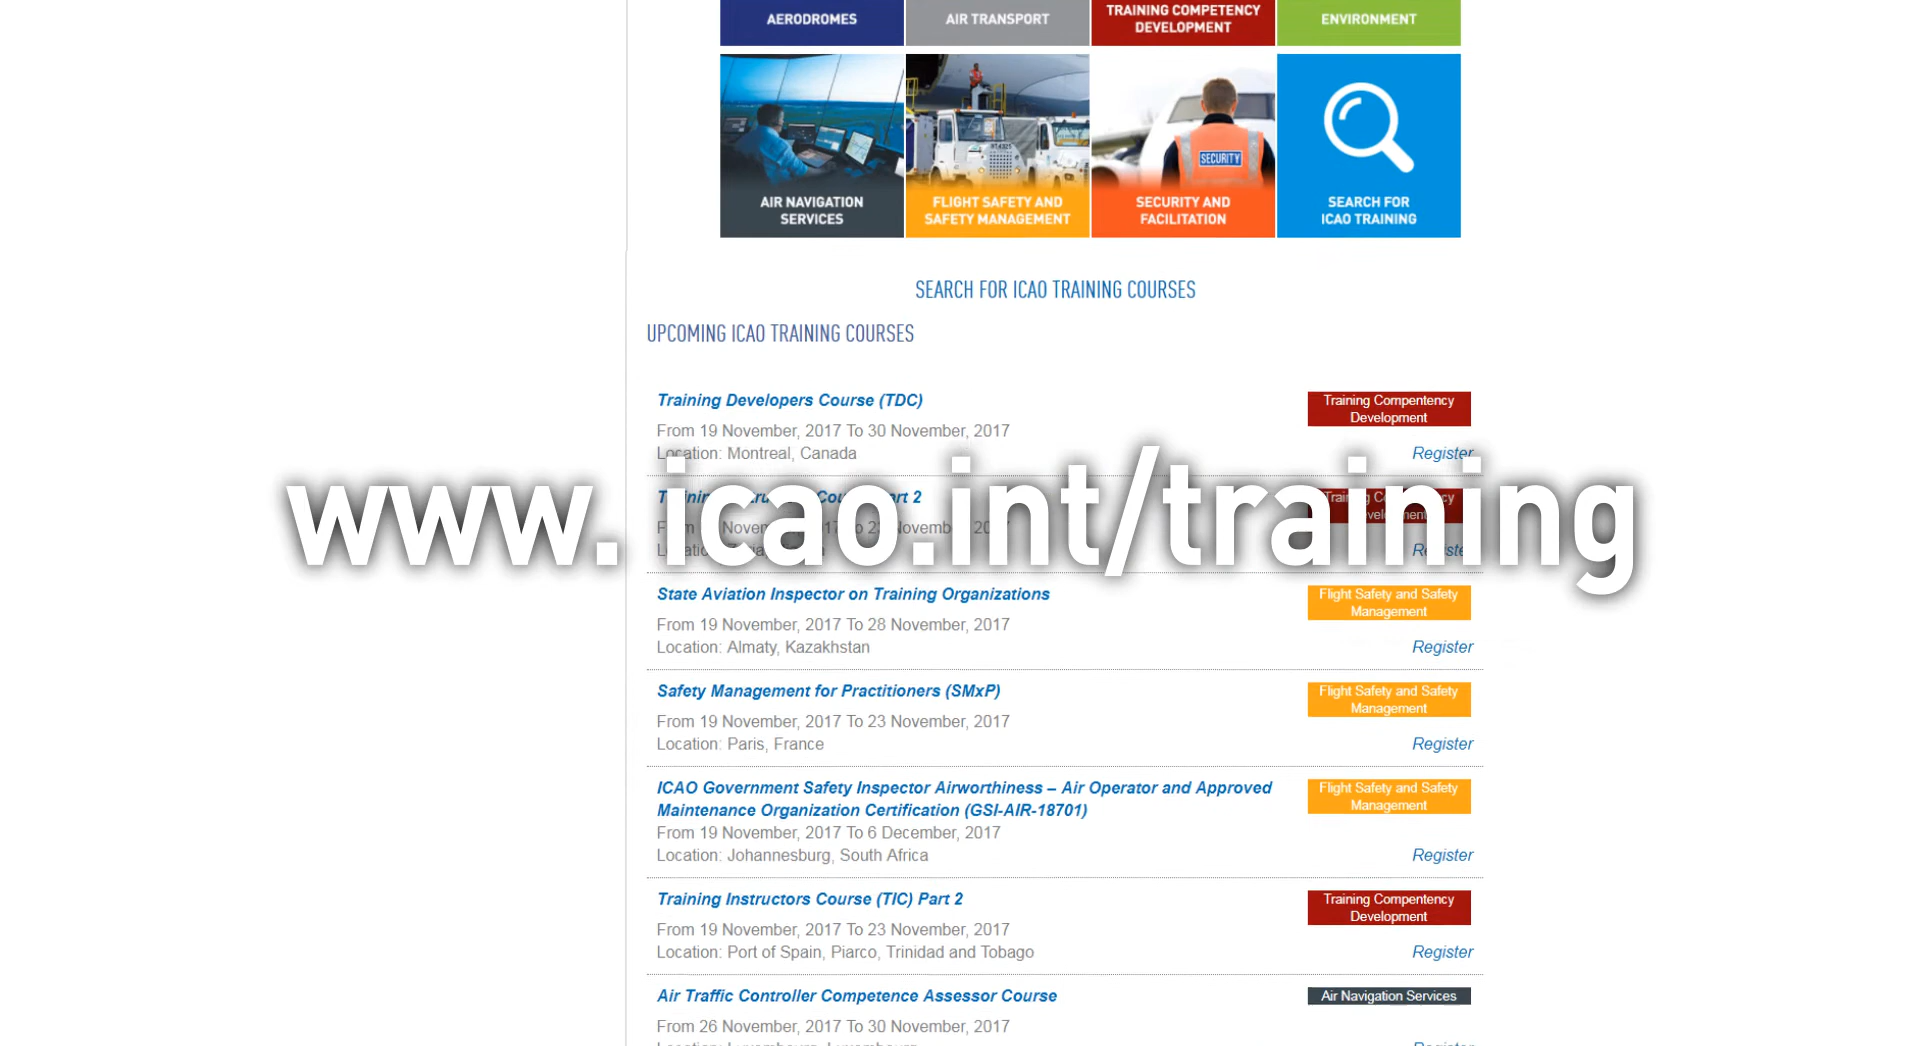 AERODROMES
AIR TRANSPORT
TRAINING COMPETENCY
DEVELOPMENT
ENVIRONMENT
SECURITY
AIR NAVIGATION
SERVICES
FLIGHT SAFETY AND
SAFETY MANAGEMENT
SECURITY AND
FACILITATION
SEARCH FOR
ICAO TRAINING
SEARCH FOR ICAO TRAINING COURSES
UPCOMING ICAO TRAINING COURSES
Training Developers Course (TDC)
Training Compentency
Development
From 19 November, 2017 To 30 November, 2017
Location: Montreal, Canada
Register
www. icao.int/training
Part 2
State Aviation Inspector on Training Organizations
Flight Safety and Safety
Management
From 19 November, 2017 To 28 November, 2017
Location: Almaty, Kazakhstan
Register
Safety Management for Practitioners (SMxP)
Flight Safety and Safety
Management
From 19 November, 2017 To 23 November, 2017
Location: Paris, France
Register
ICAO Government Safety Inspector Airworthiness – Air Operator and Approved
Maintenance Organization Certification (GSI-AIR-18701)
Flight Safety and Safety
Management
From 19 November, 2017 To 6 December, 2017
Location: Johannesburg, South Africa
Register
Training Instructors Course (TIC) Part 2
Training Compentency
Development
From 19 November, 2017 To 23 November, 2017
Location: Port of Spain, Piarco, Trinidad and Tobago
Register
Air Traffic Controller Competence Assessor Course
Air Navigation Services
From 26 November, 2017 To 30 November, 2017